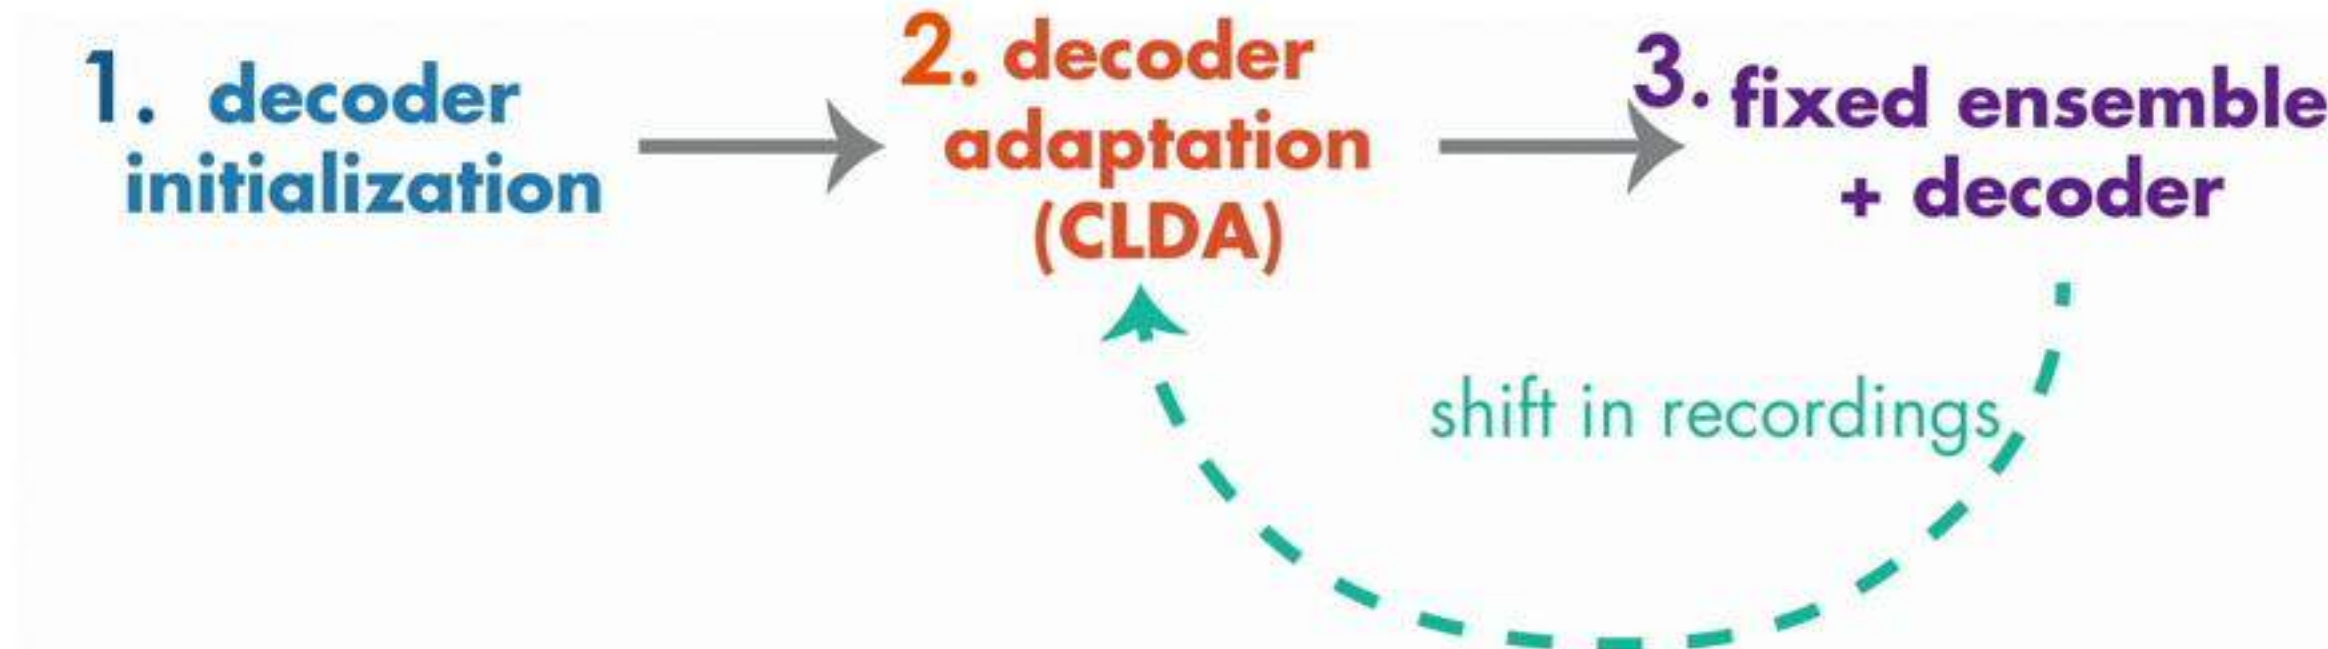 1. decoder
initialization
2. decoder
adaptation
(CLDA)
3. fixed ensemble
+ decoder
shift in recordings